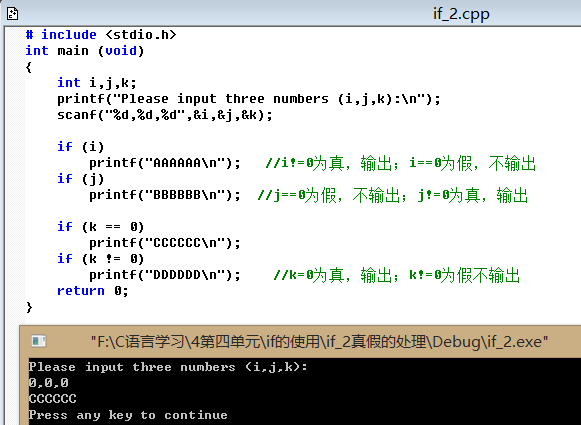 if_2.cpp
# include <stdio.h>
int main (void)
{
    int i,j,k;
    printf("Please input three numbers (i,j,k):\n");
    scanf("%d,%d,%d",&i,&j,&k);
    if (i)
        printf("AAAAAA\n");   //i!=0为真，输出；i==0为假，不输出
    if (j)
        printf("BBBBBB\n");  //j==0为假，不输出；j!=0为真，输出
    if (k == 0)
        printf("CCCCCC\n");
    if (k != 0)
        printf("DDDDDD\n");    //k=0为真，输出；k!=0为假不输出
    return 0;
}
"F:\C语言学习\4第四单元\if的使用\if_2真假的处理\Debug\if_2.exe"
Please input three numbers (i,j,k):
0,0,0
CCCCCC
Press any key to continue